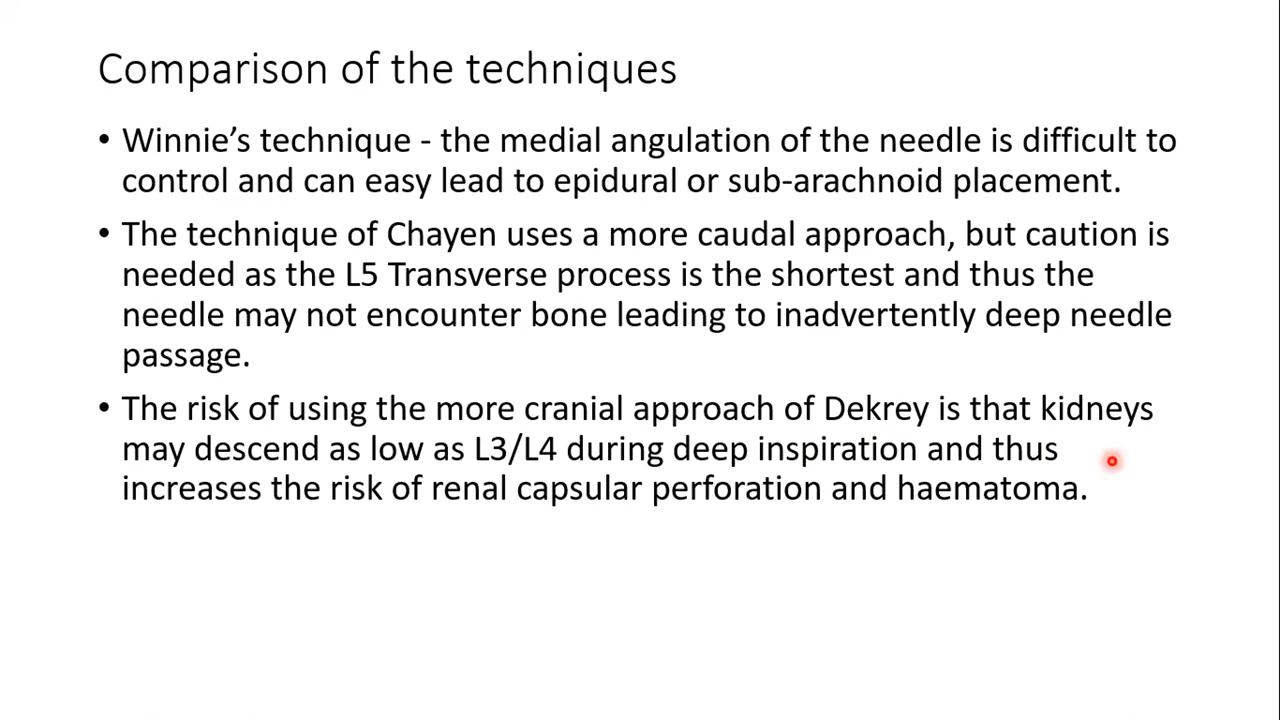 Comparison of the techniques
• Winnie’s technique - the medial angulation of the needle is difficult to
control and can easy lead to epidural or sub-arachnoid placement.
• The technique of Chayen uses a more caudal approach, but caution is
needed as the L5 Transverse process is the shortest and thus the
needle may not encounter bone leading to inadvertently deep needle
passage.
• The risk of using the more cranial approach of Dekrey is that kidneys
may descend as low as L3/L4 during deep inspiration and thus
increases the risk of renal capsular perforation and haematoma.